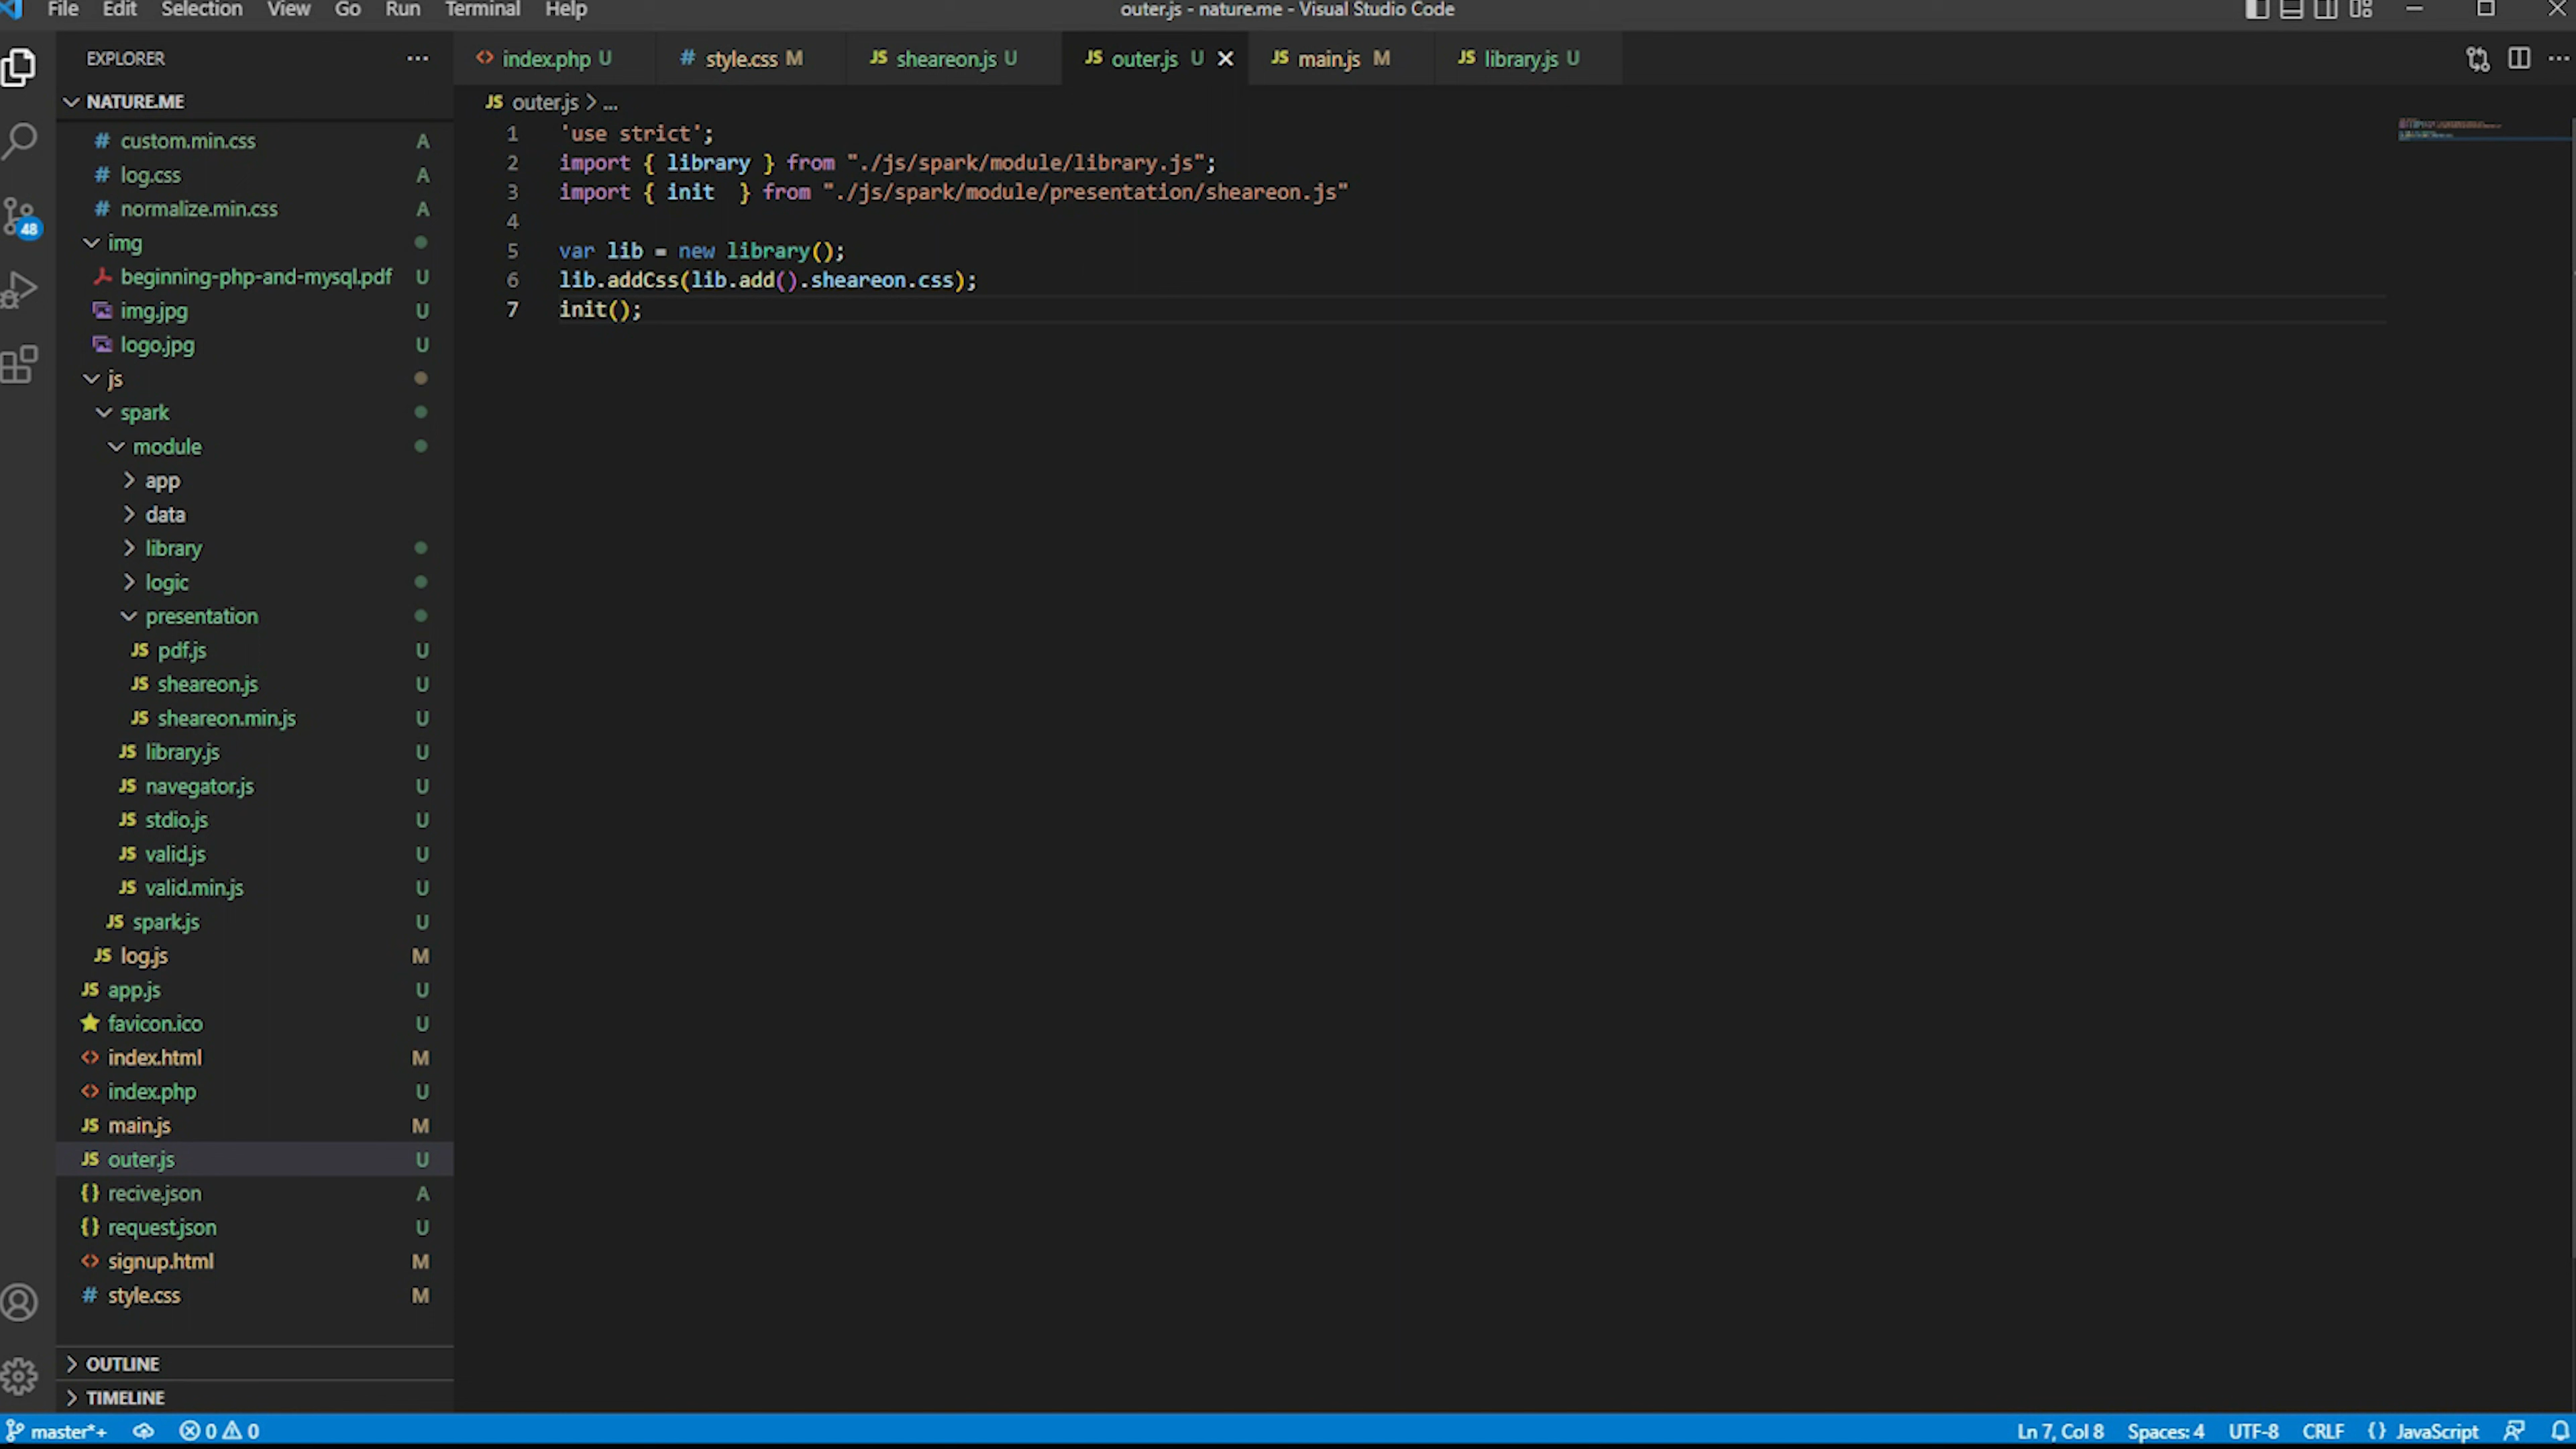 File Edit Selection View Go Run Terminal Help
outer.js - nature.me - Visual Studio Code
EXPLORER
index.php U
style.css M
sheareon.js U
outer.js U
main.js M
library.js U
NATURE.ME
custom.min.css A
log.css A
normalize.min.css A
img
beginning-php-and-mysql.pdf U
img.jpg U
logo.jpg U
js
spark
module
app
data
library
logic
presentation
pdf.js U
sheareon.js U
sheareon.min.js U
library.js U
navegator.js U
stdio.js U
valid.js U
valid.min.js U
spark.js U
log.js M
app.js U
favicon.ico U
index.html M
index.php U
main.js M
outer.js U
recive.json A
request.json U
signup.html M
style.css M
OUTLINE
TIMELINE
48
JS outer.js > ...
1 'use strict';
2 import { library } from "./js/spark/module/library.js";
3 import { init  } from "./js/spark/module/presentation/sheareon.js"
4
5 var lib = new library();
6 lib.addCss(lib.add().sheareon.css);
7 init();
master*+ 0 0 Ln 7, Col 8 Spaces: 4 UTF-8 CRLF {} JavaScript